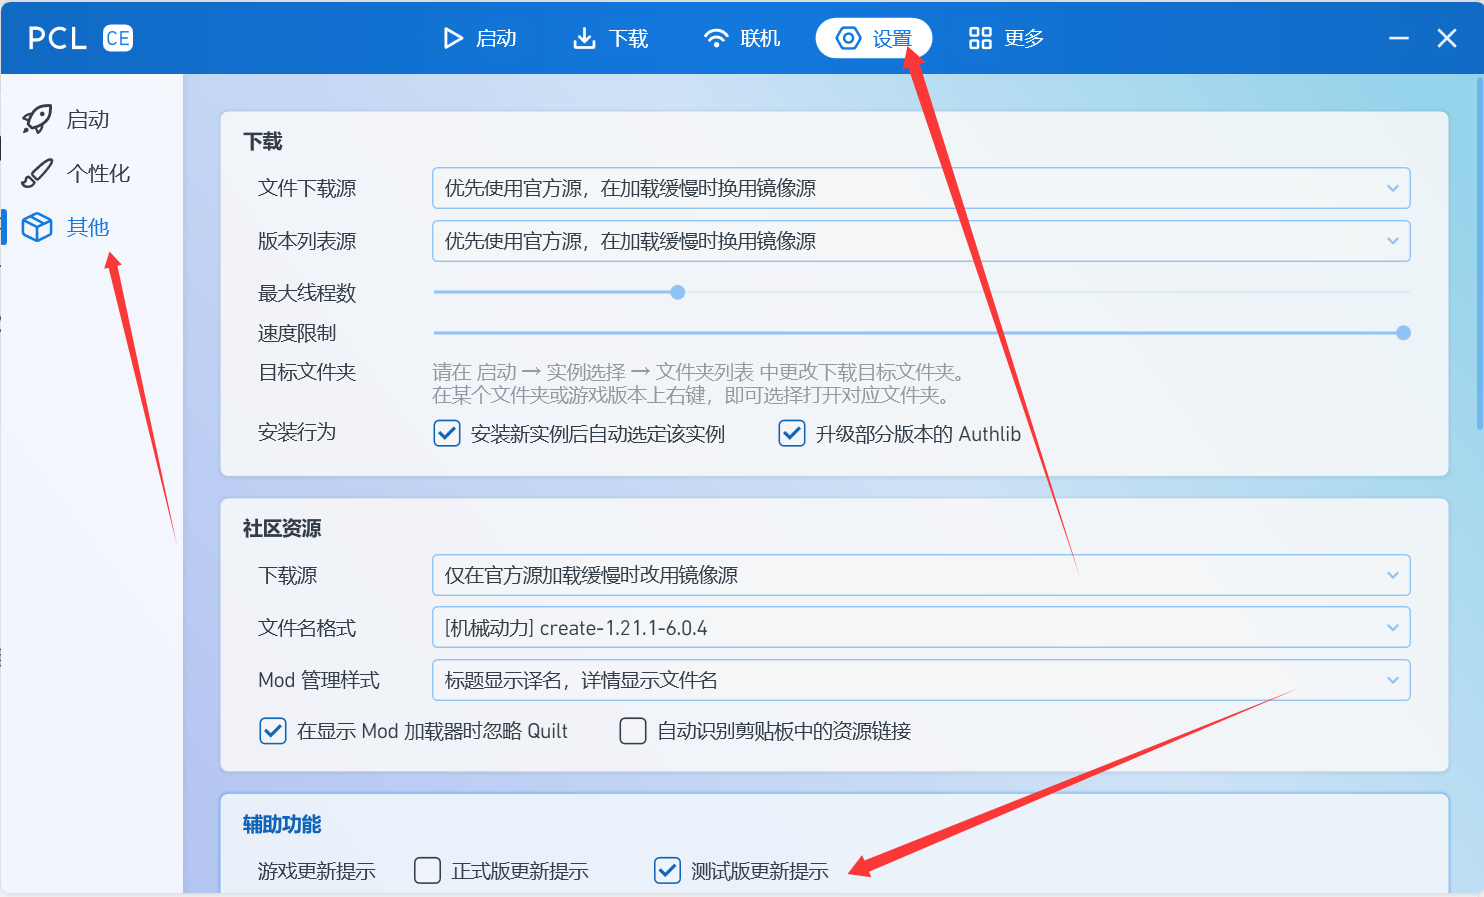 PCL CE
启动
下载
联机
设置
更多
启动
个性化
其他
下载
文件下载源
优先使用官方源，在加载缓慢时换用镜像源
版本列表源
优先使用官方源，在加载缓慢时换用镜像源
最大线程数
速度限制
目标文件夹
请在 启动 → 实例选择 → 文件夹列表 中更改下载目标文件夹。
在某个文件夹或游戏版本上右键，即可选择打开对应文件夹。
安装行为
安装新实例后自动选定该实例
升级部分版本的 Authlib
社区资源
下载源
仅在官方源加载缓慢时改用镜像源
文件名格式
[机械动力] create-1.21.1-6.0.4
Mod 管理样式
标题显示译名，详情显示文件名
在显示 Mod 加载器时忽略 Quilt
自动识别剪贴板中的资源链接
辅助功能
游戏更新提示
正式版更新提示
测试版更新提示